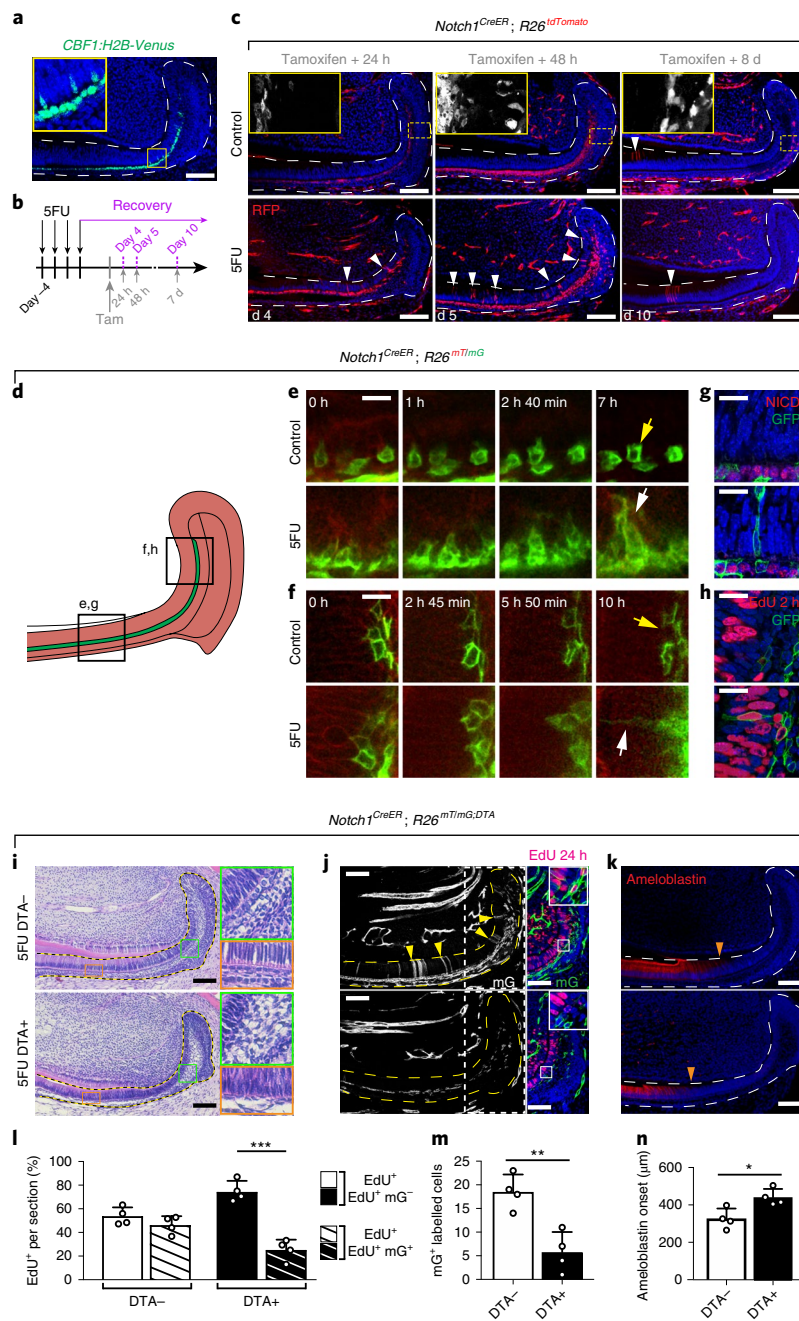 a
CBF1:H2B-Venus
b
5FU
Recovery
Day 4
Day 5
Day 10
Day –4
24 h
48 h
7 d
Tam
c
Notch1CreER; R26tdTomato
Tamoxifen + 24 h
Tamoxifen + 48 h
Tamoxifen + 8 d
Control
RFP
5FU
d 4
d 5
d 10
Notch1CreER; R26mT/mG
d
f,h
e,g
e
0 h
1 h
2 h 40 min
7 h
Control
5FU
f
0 h
2 h 45 min
5 h 50 min
10 h
Control
5FU
g
NICD
GFP
h
EdU 2 h
GFP
Notch1CreER; R26mT/mG;DTA
i
5FU DTA–
5FU DTA+
j
EdU 24 h
mG
mG
k
Ameloblastin
l
EdU+ per section (%)
100
80
60
40
20
0
***
DTA–
DTA+
EdU+
EdU+ mG–
EdU+
EdU+ mG+
m
mG+ labelled cells
25
20
15
10
5
0
**
DTA–
DTA+
n
Ameloblastin onset (μm)
600
400
200
0
*
DTA–
DTA+